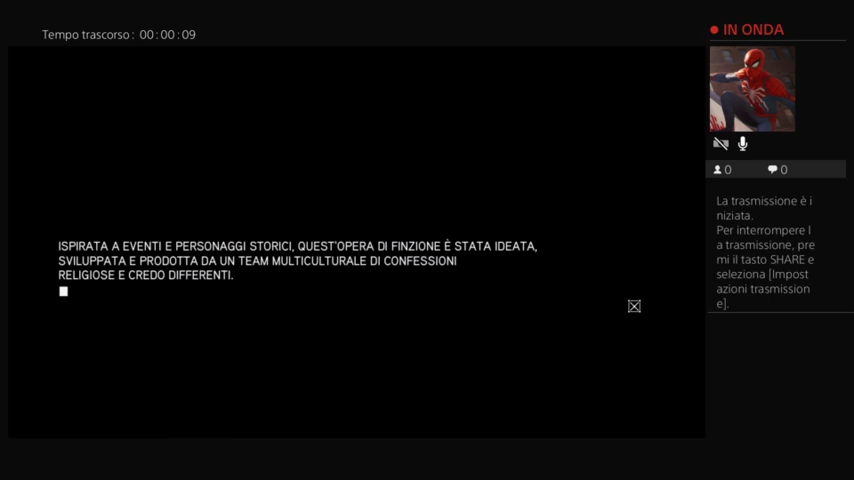 Tempo trascorso: 00:00:09
IN ONDA
0 0
ISPIRATA A EVENTI E PERSONAGGI STORICI, QUEST'OPERA DI FINZIONE È STATA IDEATA,
SVILUPPATA E PRODOTTA DA UN TEAM MULTICULTURALE DI CONFESSIONI
RELIGIOSE E CREDO DIFFERENTI.
La trasmissione è i
niziata.
Per interrompere l
a trasmissione, pre
mi il tasto SHARE e
seleziona [Impost
azioni trasmission
e].